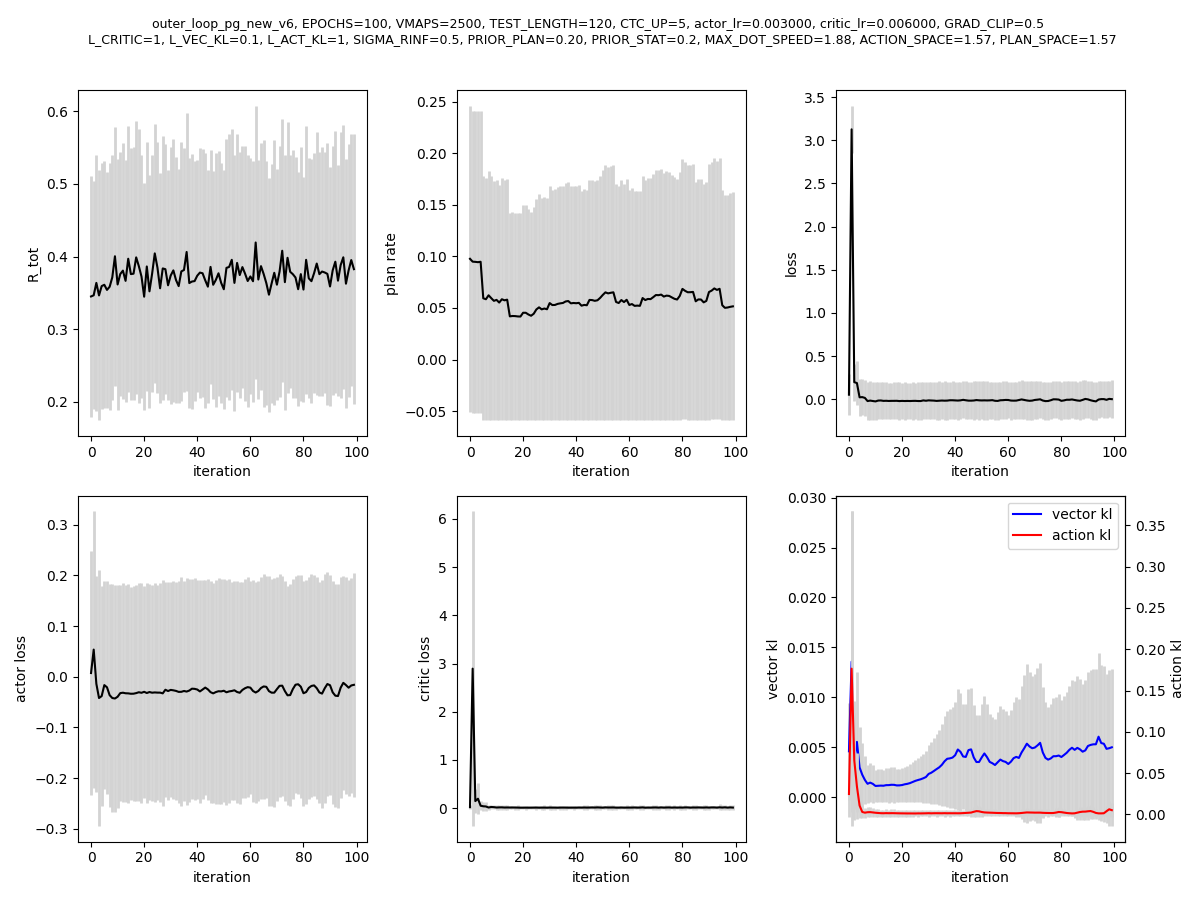 outer_loop_pg_new_v6, EPOCHS=100, VMAPS=2500, TEST_LENGTH=120, CTC_UP=5, actor_lr=0.003000, critic_lr=0.006000, GRAD_CLIP=0.5
L_CRITIC=1, L_VEC_KL=0.1, L_ACT_KL=1, SIGMA_RINF=0.5, PRIOR_PLAN=0.20, PRIOR_STAT=0.2, MAX_DOT_SPEED=1.88, ACTION_SPACE=1.57, PLAN_SPACE=1.57
R_tot
0.6
0.5
0.4
0.3
0.2
0 20 40 60 80 100
iteration
plan rate
0.25
0.20
0.15
0.10
0.05
0.00
−0.05
0 20 40 60 80 100
iteration
loss
3.5
3.0
2.5
2.0
1.5
1.0
0.5
0.0
0 20 40 60 80 100
iteration
actor loss
0.3
0.2
0.1
0.0
−0.1
−0.2
−0.3
0 20 40 60 80 100
iteration
critic loss
6
5
4
3
2
1
0
0 20 40 60 80 100
iteration
vector kl
0.030
0.025
0.020
0.015
0.010
0.005
0.000
vector kl
action kl
0 20 40 60 80 100
iteration
0.35
0.30
0.25
0.20
0.15
0.10
0.05
0.00
action kl